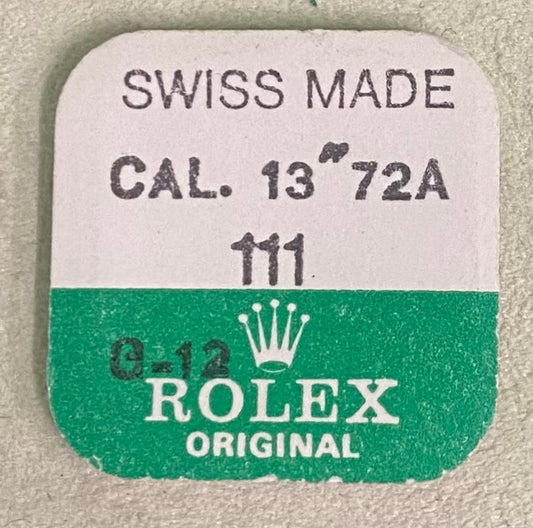 SWISS MADE
CAL. 13‴ 72A
111
G-12
ROLEX
ORIGINAL